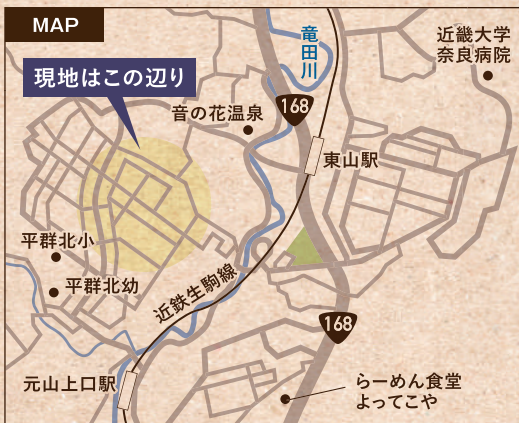 MAP
現地はこの辺り
竜田川
近畿大学
奈良病院
168
音の花温泉
東山駅
平群北小
平群北幼
近鉄生駒線
168
元山上口駅
らーめん食堂
よってこや